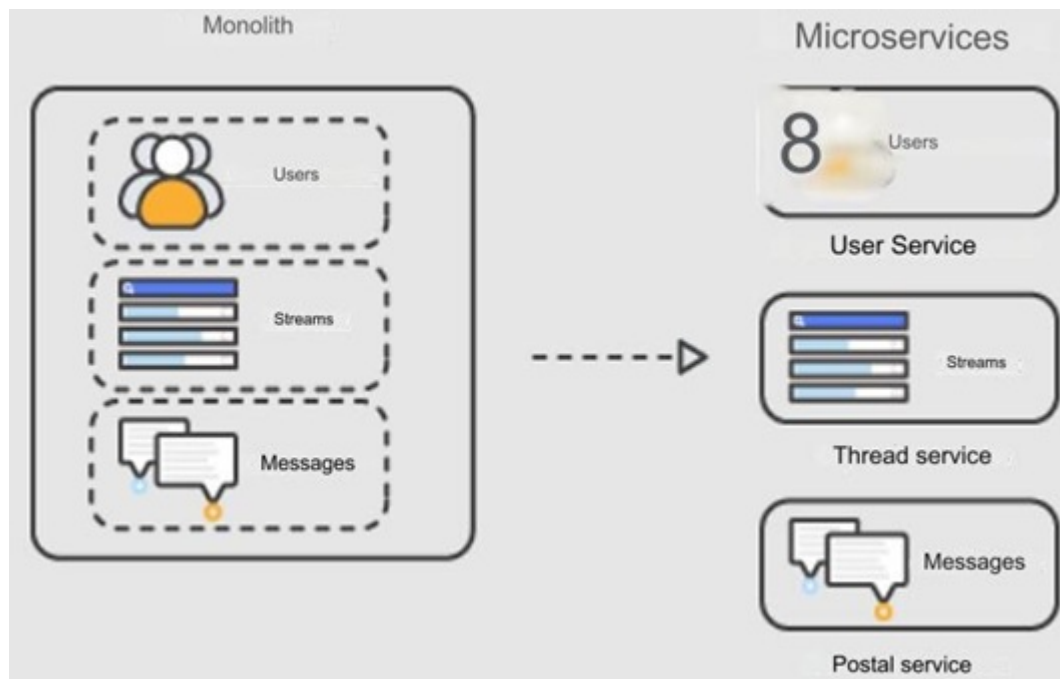 Monolith
Users
Streams
Messages
Microservices
8 Users
User Service
Streams
Thread service
Messages
Postal service